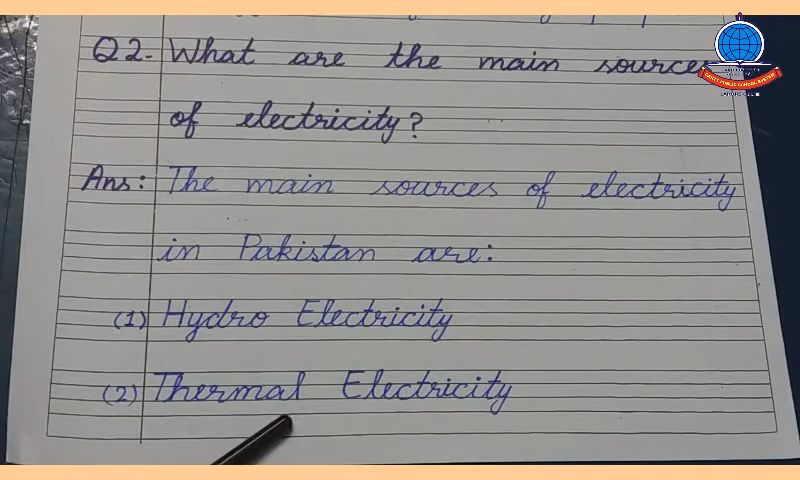 Q2. What are the main sources
of electricity?
Ans: The main sources of electricity
in Pakistan are:
(1) Hydro Electricity
(2) Thermal Electricity